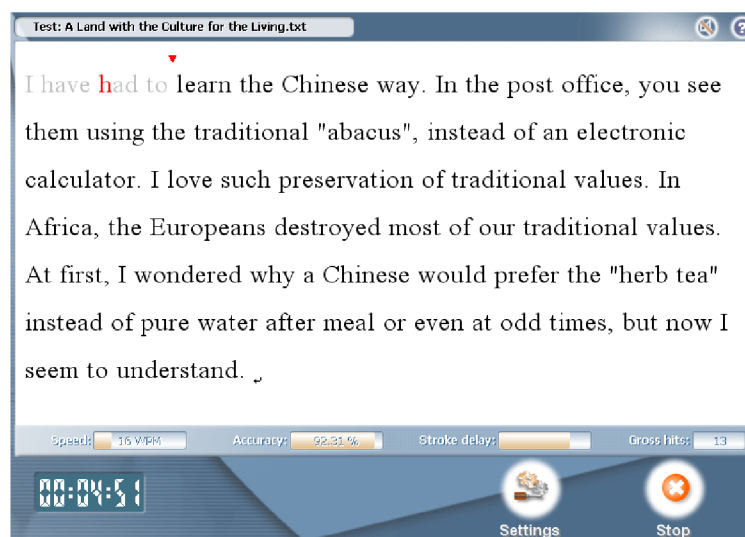 Test: A Land with the Culture for the Living.txt
I have had to learn the Chinese way. In the post office, you see
them using the traditional "abacus", instead of an electronic
calculator. I love such preservation of traditional values. In
Africa, the Europeans destroyed most of our traditional values.
At first, I wondered why a Chinese would prefer the "herb tea"
instead of pure water after meal or even at odd times, but now I
seem to understand.
Speed: 16 WPM Accuracy: 92.31 % Stroke delay: Gross hits: 13
00:04:51
Settings Stop